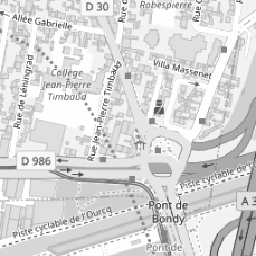 D 30
Robespierre
Allée Gabrielle
Rue de Léningrad
Collège
Jean-Pierre
Timbaud
Rue Jean-Pierre Timbaud
Villa Massenet
D 986
Piste cyclable de l'Ourcq
Pont de
Bondy
Piste cyclable de l'Ourcq
A 3
Pont de